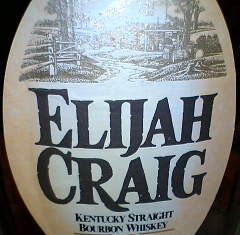 ELIJAH
CRAIG
KENTUCKY STRAIGHT
BOURBON WHISKEY